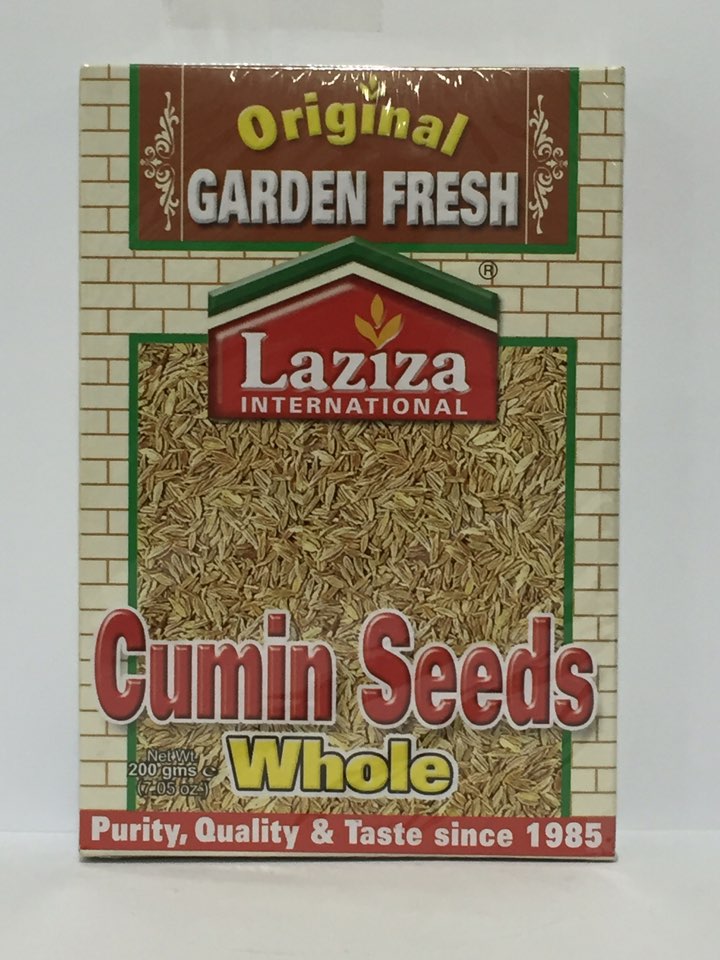 Original
GARDEN FRESH
®
Laziza
INTERNATIONAL
Cumin Seeds
Whole
Net Wt.
200 gms ℮
(7.05 oz.)
Purity, Quality & Taste since 1985